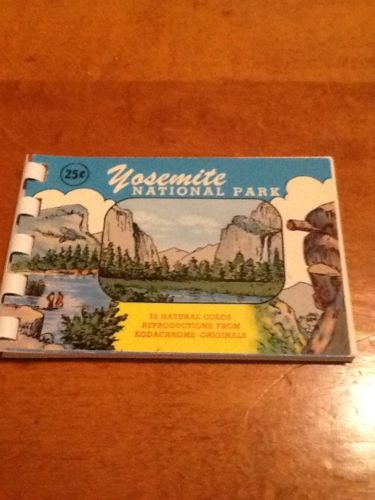 25¢
Yosemite
NATIONAL PARK
12 NATURAL COLOR
REPRODUCTIONS FROM
KODACHROME ORIGINALS